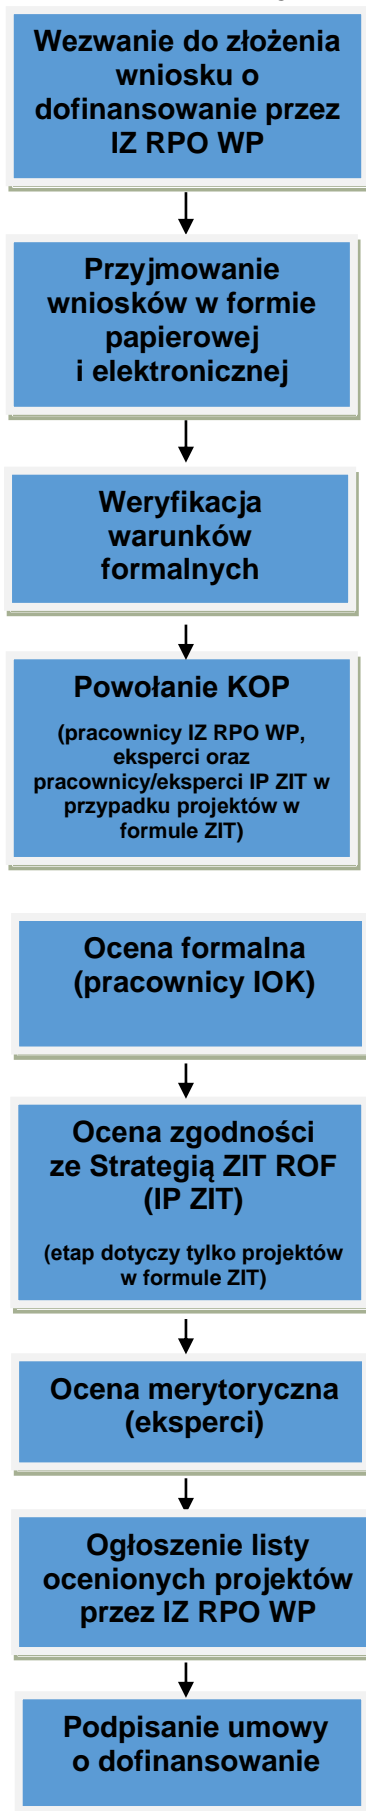 Wezwanie do złożenia
wniosku o
dofinansowanie przez
IZ RPO WP
Przyjmowanie
wniosków w formie
papierowej
i elektronicznej
Weryfikacja
warunków
formalnych
Powołanie KOP
(pracownicy IZ RPO WP,
eksperci oraz
pracownicy/eksperci IP ZIT w
przypadku projektów w
formule ZIT)
Ocena formalna
(pracownicy IOK)
Ocena zgodności
ze Strategią ZIT ROF
(IP ZIT)
(etap dotyczy tylko projektów
w formule ZIT)
Ocena merytoryczna
(eksperci)
Ogłoszenie listy
ocenionych projektów
przez IZ RPO WP
Podpisanie umowy
o dofinansowanie